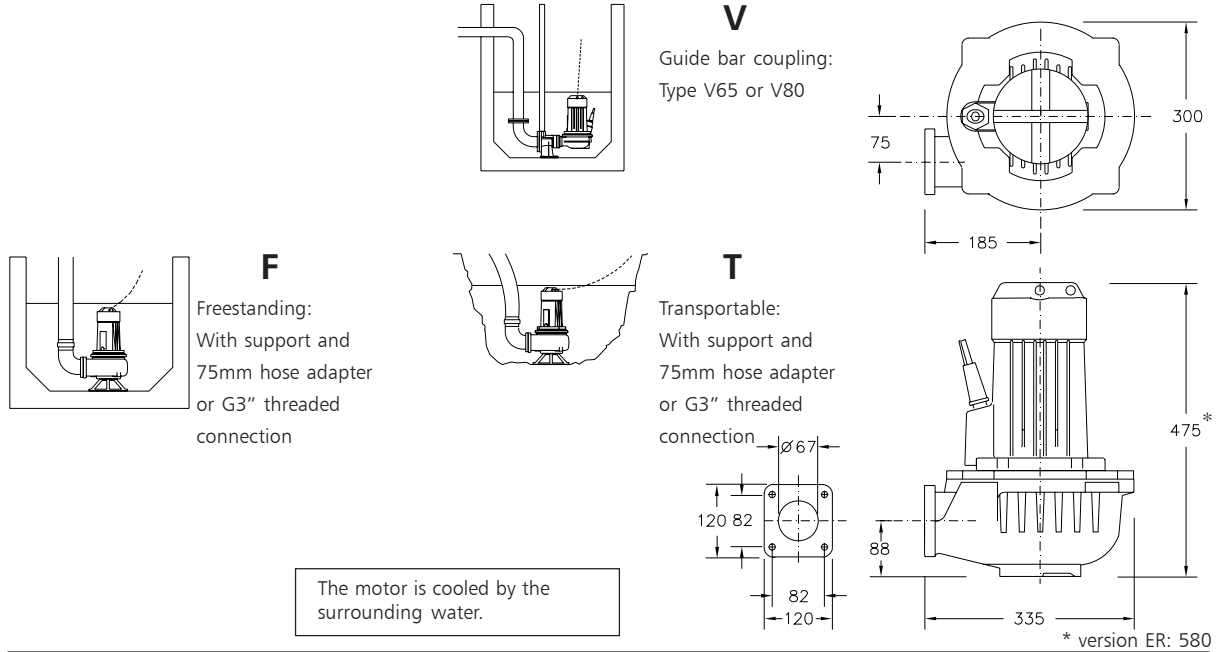 V
Guide bar coupling:
Type V65 or V80
300
75
185
F
Freestanding:
With support and
75mm hose adapter
or G3” threaded
connection
T
Transportable:
With support and
75mm hose adapter
or G3” threaded
connection
Ø67
120 82
82
120
475*
88
335
* version ER: 580
The motor is cooled by the
surrounding water.